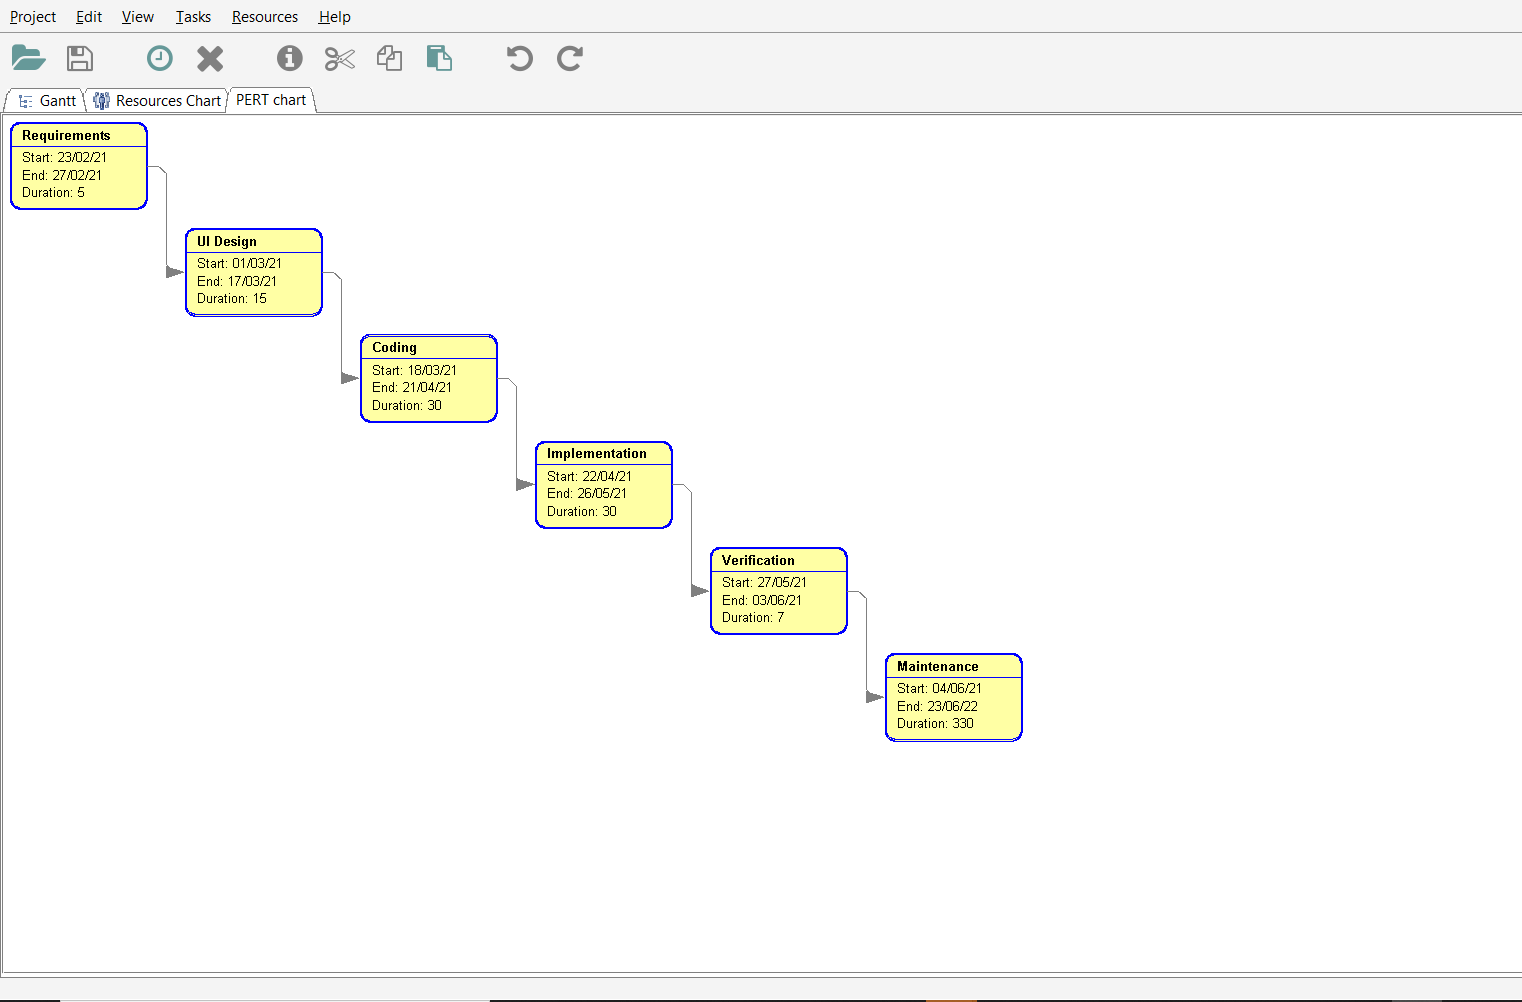 Project Edit View Tasks Resources Help
Gantt Resources Chart PERT chart
Requirements
Start: 23/02/21
End: 27/02/21
Duration: 5
UI Design
Start: 01/03/21
End: 17/03/21
Duration: 15
Coding
Start: 18/03/21
End: 21/04/21
Duration: 30
Implementation
Start: 22/04/21
End: 26/05/21
Duration: 30
Verification
Start: 27/05/21
End: 03/06/21
Duration: 7
Maintenance
Start: 04/06/21
End: 23/06/22
Duration: 330